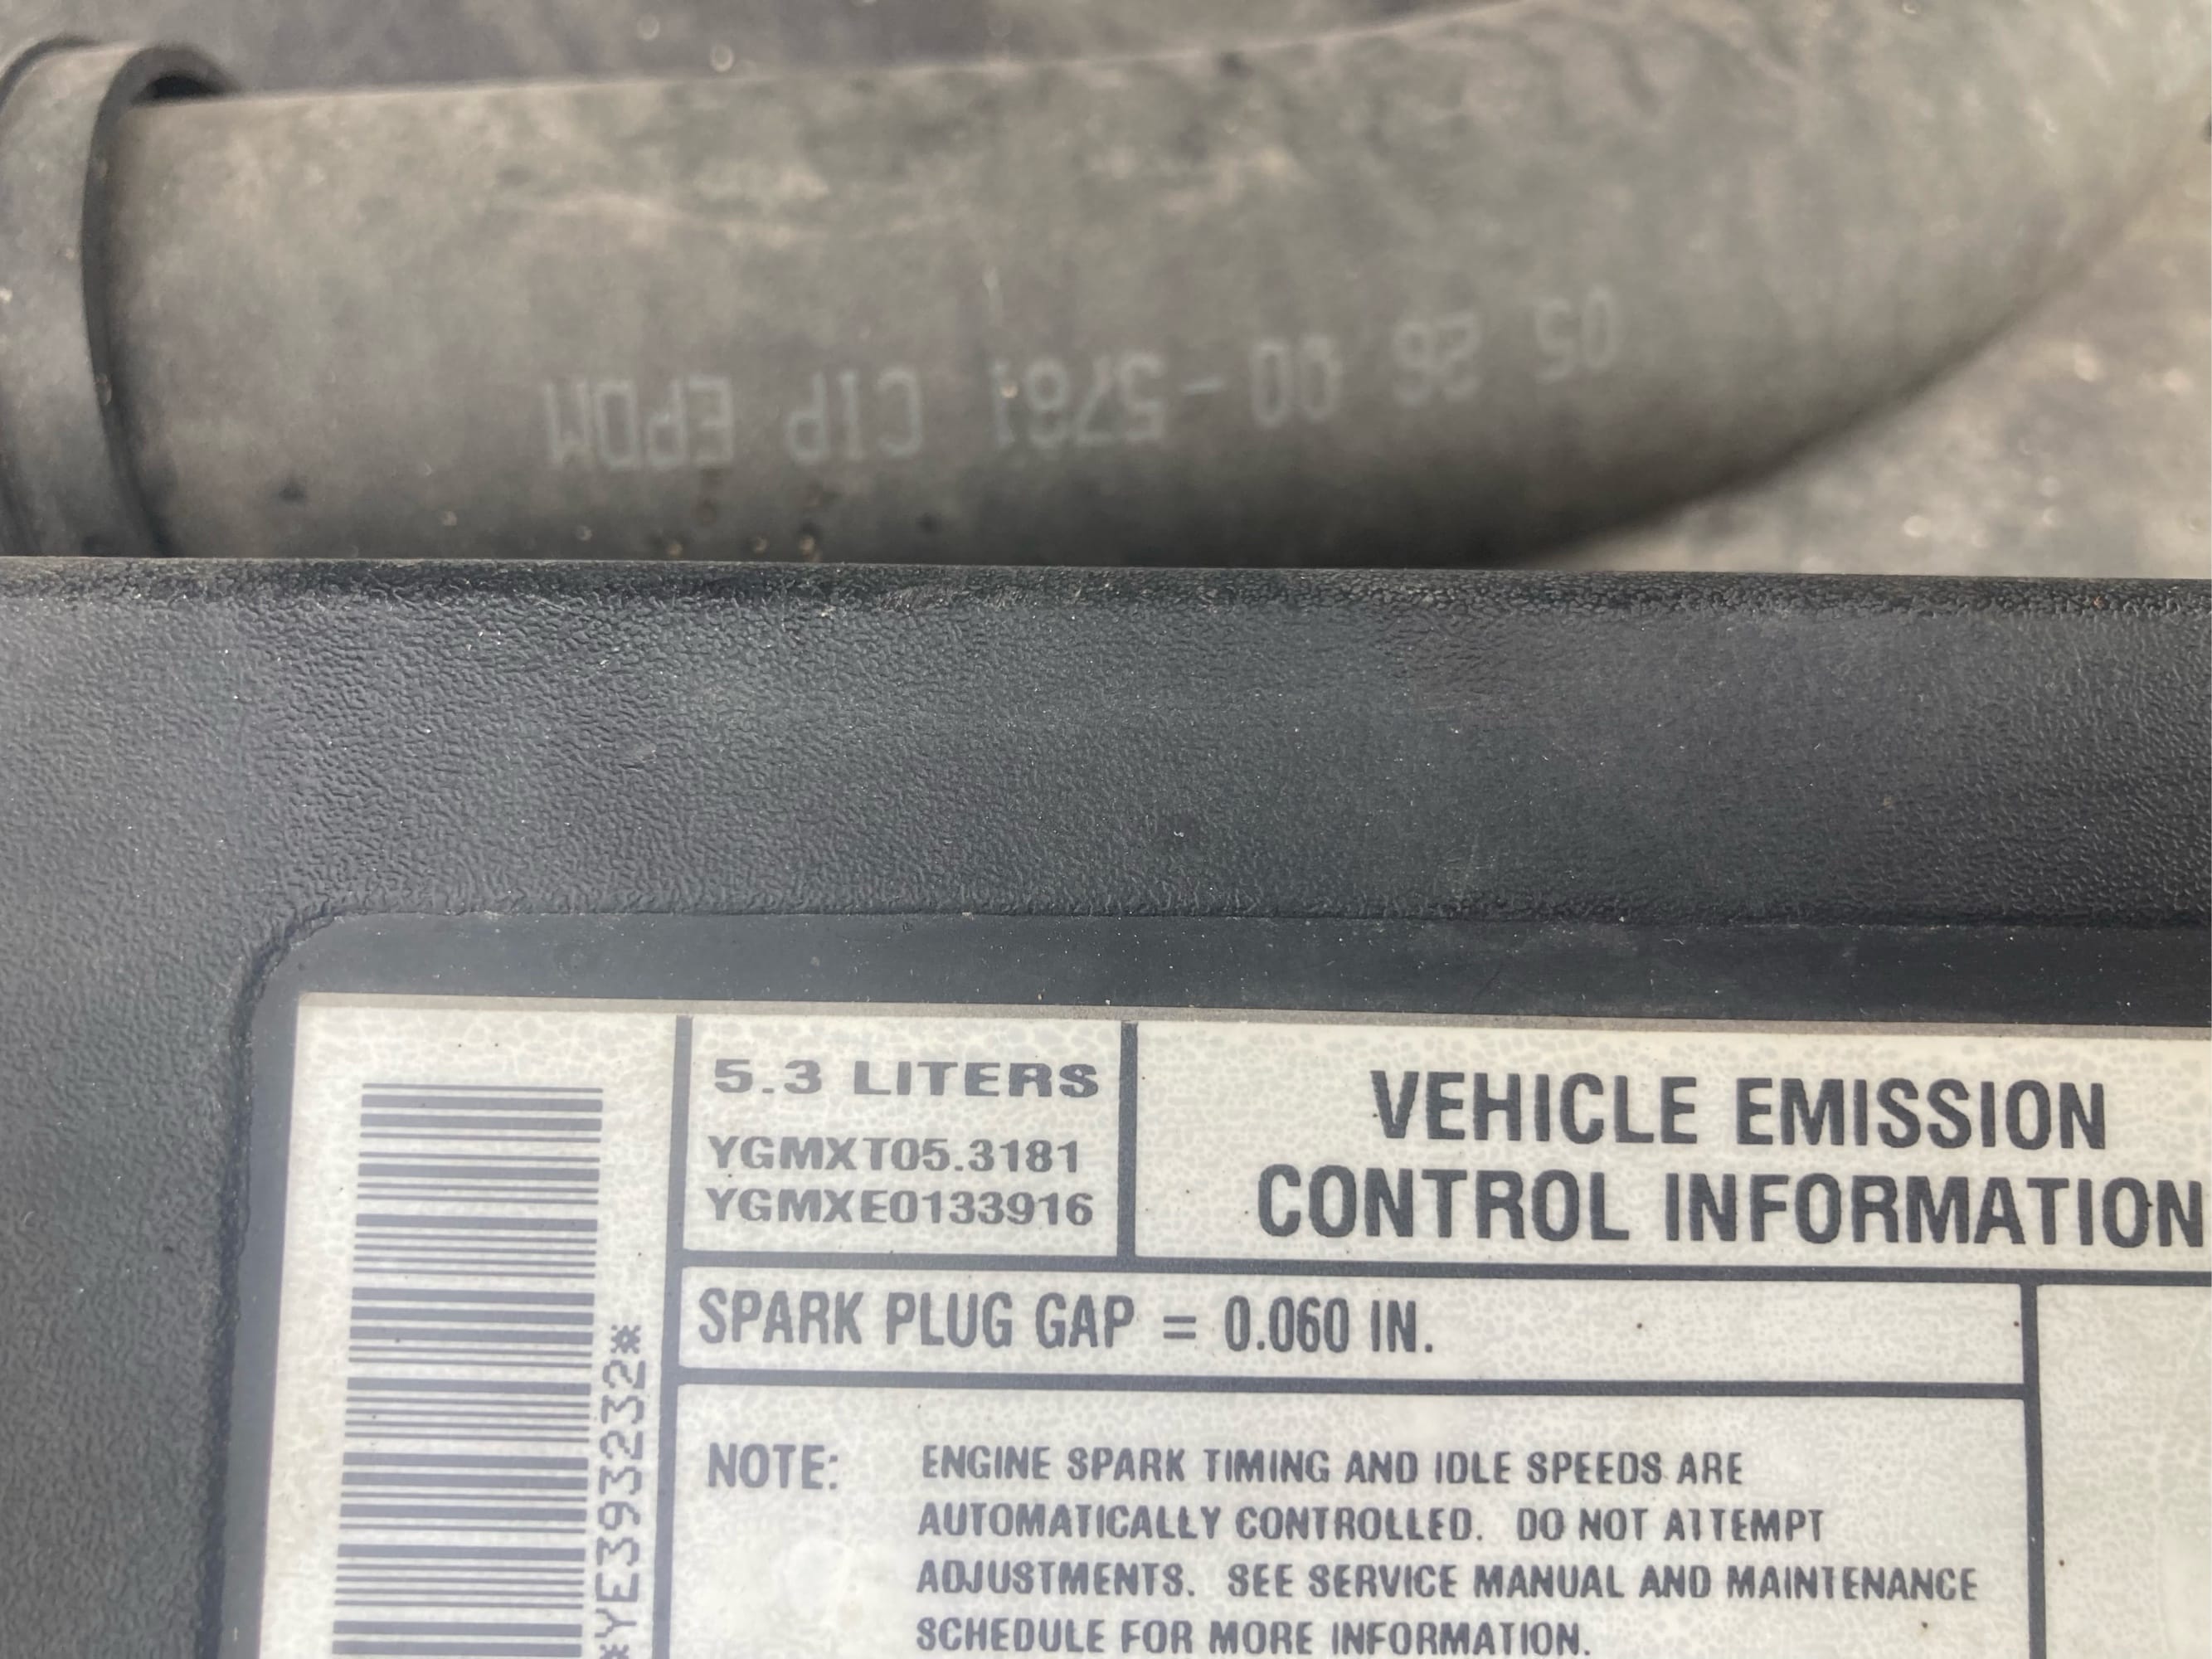 05 26 00-5781 CIP EPDM
5.3 LITERS
YGMXT05.3181
YGMXE0133916
VEHICLE EMISSION
CONTROL INFORMATION
SPARK PLUG GAP = 0.060 IN.
NOTE: ENGINE SPARK TIMING AND IDLE SPEEDS ARE
AUTOMATICALLY CONTROLLED. DO NOT ATTEMPT
ADJUSTMENTS. SEE SERVICE MANUAL AND MAINTENANCE
SCHEDULE FOR MORE INFORMATION.
*YE393232*